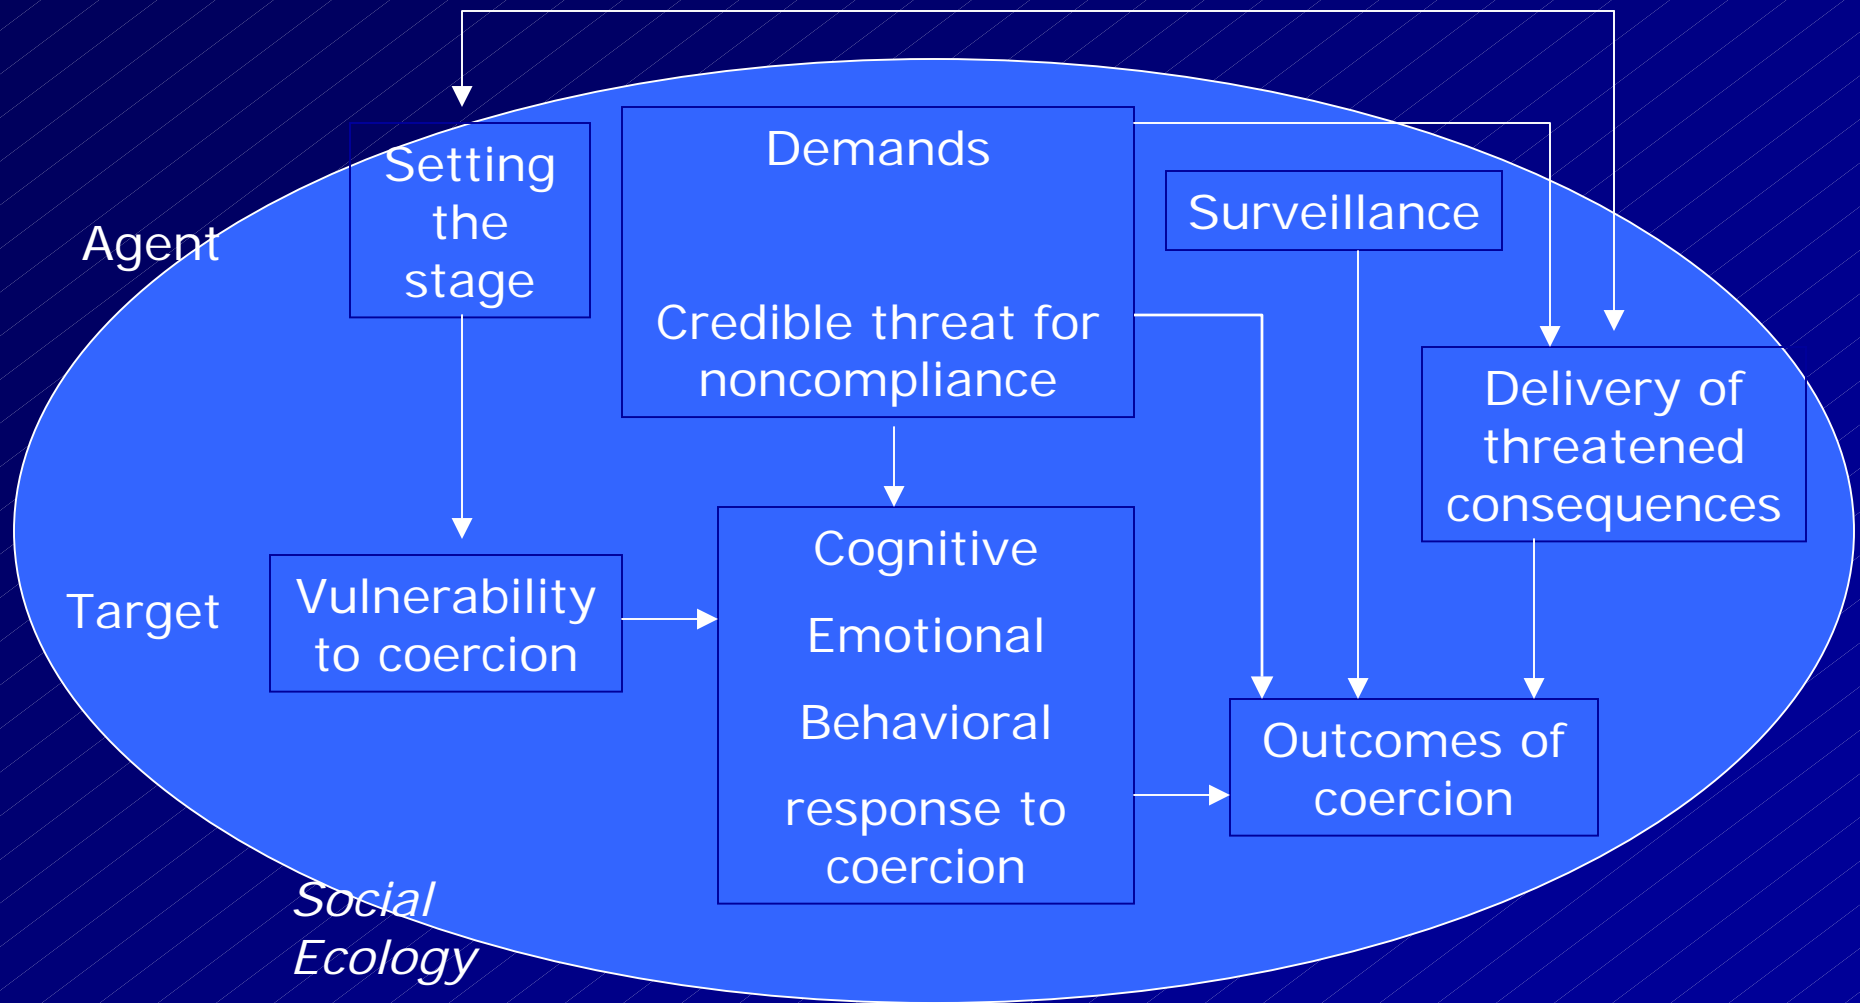 Setting
the
stage
Demands
Credible threat for
noncompliance
Surveillance
Agent
Delivery of
threatened
consequences
Target
Vulnerability
to coercion
Cognitive
Emotional
Behavioral
response to
coercion
Outcomes of
coercion
Social
Ecology